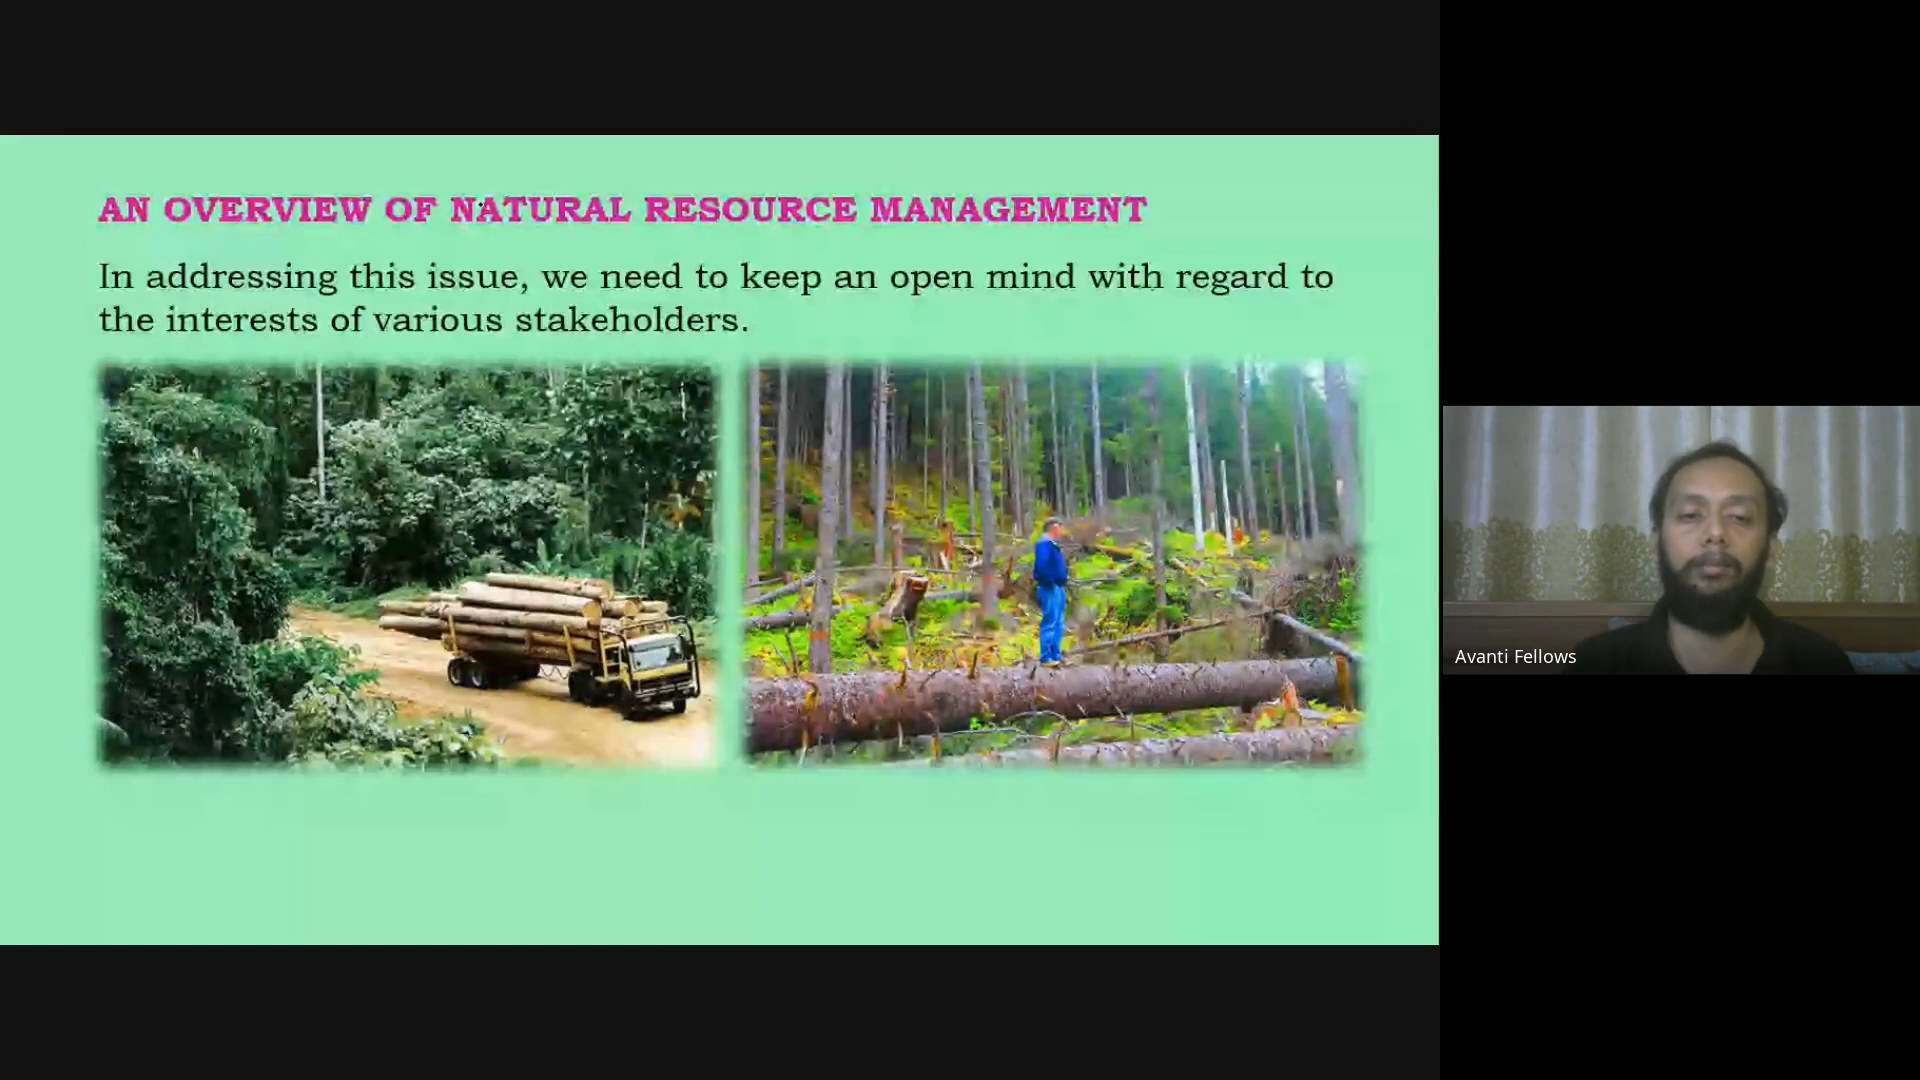 AN OVERVIEW OF NATURAL RESOURCE MANAGEMENT
In addressing this issue, we need to keep an open mind with regard to
the interests of various stakeholders.
Avanti Fellows